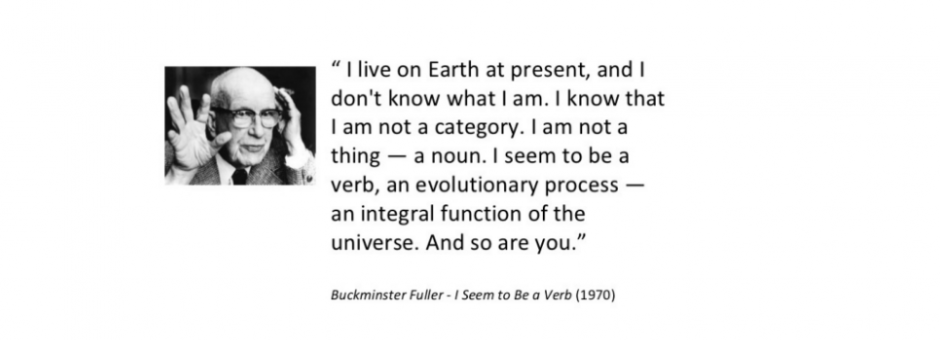 “ I live on Earth at present, and I
don't know what I am. I know that
I am not a category. I am not a
thing — a noun. I seem to be a
verb, an evolutionary process —
an integral function of the
universe. And so are you.”
Buckminster Fuller - I Seem to Be a Verb (1970)